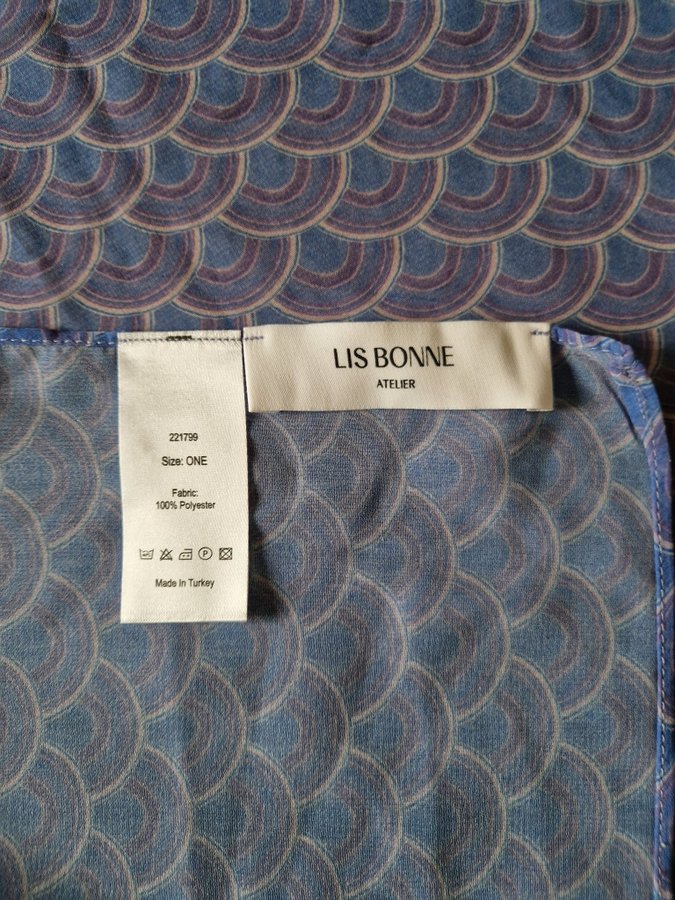 LIS BONNE
ATELIER
221799
Size: ONE
Fabric:
100% Polyester
P
Made In Turkey